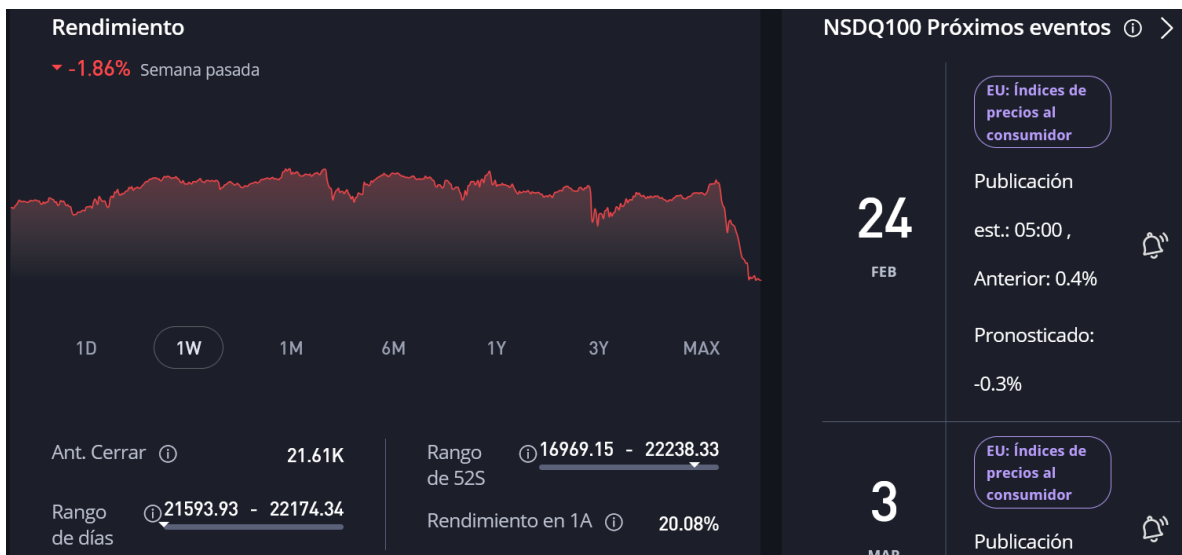 Rendimiento
-1.86% Semana pasada
1D 1W 1M 6M 1Y 3Y MAX
Ant. Cerrar 21.61K
Rango de 52S 16969.15 - 22238.33
Rango de días 21593.93 - 22174.34
Rendimiento en 1A 20.08%
NSDQ100 Próximos eventos
24
FEB
EU: Índices de
precios al
consumidor
Publicación
est.: 05:00 ,
Anterior: 0.4%
Pronosticado:
-0.3%
3
MAR
EU: Índices de
precios al
consumidor
Publicación